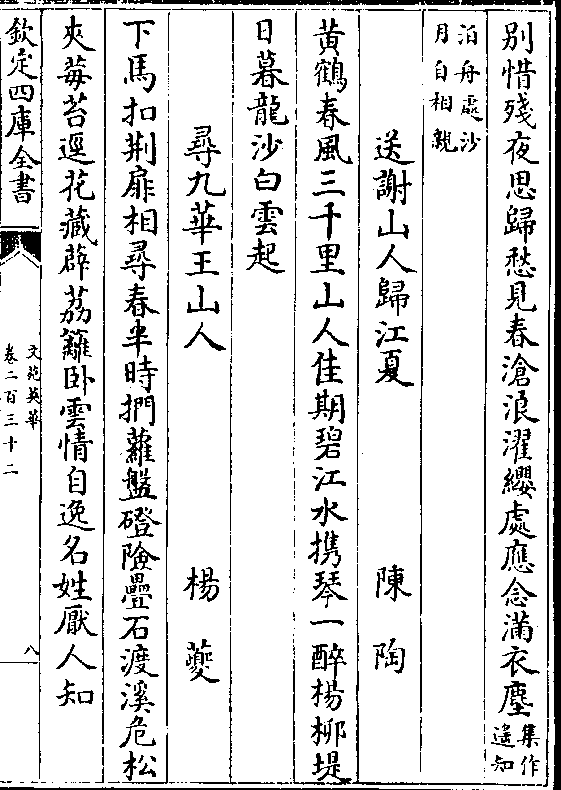 別惜殘夜思歸愁見春滄浪濯纓處應念滿衣塵集作遥知
泊舟處沙月白相親
送謝山人歸江夏 陳陶
黄鶴春風三千里山人佳期碧江水携琴一醉楊柳堤
日暮龍沙白雲起
尋九華王山人 楊夔
下馬扣荆扉相尋春半時捫蘿盤磴險疊石渡溪危松
夾莓苔逕花藏薜荔籬卧雲情自逸名姓厭人知
欽定四庫全書
文苑英華
卷二百三十二
八